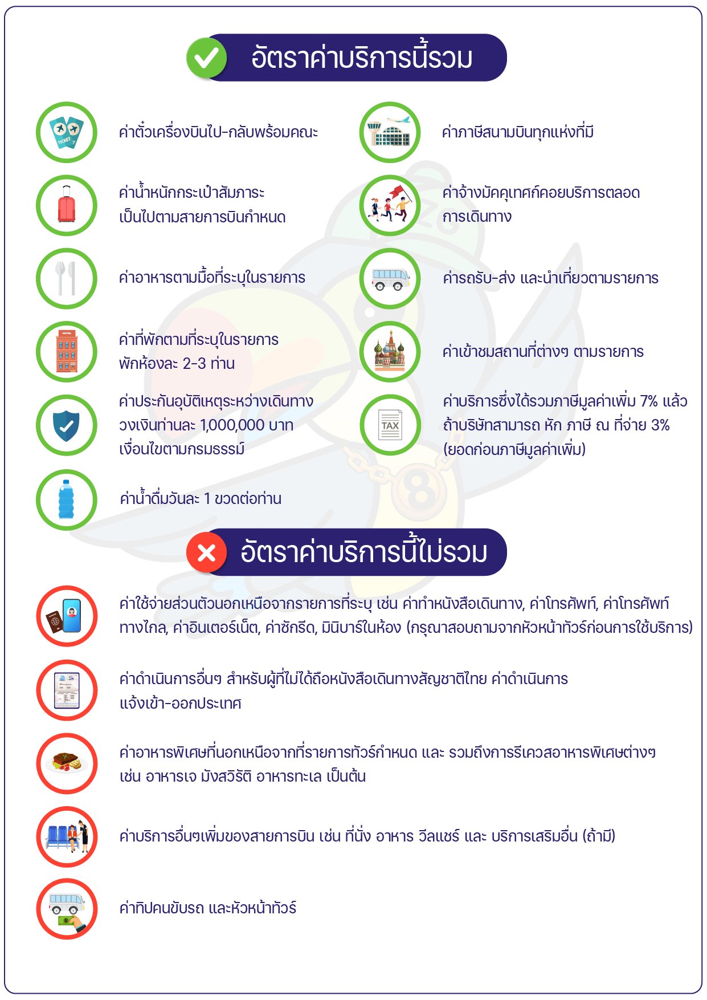 อัตราค่าบริการนี้รวม
ค่าตั๋วเครื่องบินไป-กลับพร้อมคณะ
ค่าภาษีสนามบินทุกแห่งที่มี
ค่าน้ำหนักกระเป๋าสัมภาระ
เป็นไปตามสายการบินกำหนด
ค่าจ้างมัคคุเทศก์คอยบริการตลอด
การเดินทาง
ค่าอาหารตามมื้อที่ระบุในรายการ
ค่ารถรับ-ส่ง และนำเที่ยวตามรายการ
ค่าที่พักตามที่ระบุในรายการ
พักห้องละ 2-3 ท่าน
ค่าเข้าชมสถานที่ต่างๆ ตามรายการ
ค่าประกันอุบัติเหตุระหว่างเดินทาง
วงเงินท่านละ 1,000,000 บาท
เงื่อนไขตามกรมธรรม์
ค่าบริการซึ่งได้รวมภาษีมูลค่าเพิ่ม 7% แล้ว
ถ้าบริษัทสามารถ หัก ภาษี ณ ที่จ่าย 3%
(ยอดก่อนภาษีมูลค่าเพิ่ม)
ค่าน้ำดื่มวันละ 1 ขวดต่อท่าน
อัตราค่าบริการนี้ไม่รวม
ค่าใช้จ่ายส่วนตัวนอกเหนือจากรายการที่ระบุ เช่น ค่าทำหนังสือเดินทาง, ค่าโทรศัพท์, ค่าโทรศัพท์
ทางไกล, ค่าอินเตอร์เน็ต, ค่าซักรีด, มินิบาร์ในห้อง (กรุณาสอบถามจากหัวหน้าทัวร์ก่อนการใช้บริการ)
ค่าดำเนินการอื่นๆ สำหรับผู้ที่ไม่ได้ถือหนังสือเดินทางสัญชาติไทย ค่าดำเนินการ
แจ้งเข้า-ออกประเทศ
ค่าอาหารพิเศษที่นอกเหนือจากที่รายการทัวร์กำหนด และ รวมถึงการรีเควสอาหารพิเศษต่างๆ
เช่น อาหารเจ มังสวิรัติ อาหารทะเล เป็นต้น
ค่าบริการอื่นๆเพิ่มของสายการบิน เช่น ที่นั่ง อาหาร วีลแชร์ และ บริการเสริมอื่น (ถ้ามี)
ค่าทิปคนขับรถ และหัวหน้าทัวร์
TICKET
HOTEL
TAX
ZG
8